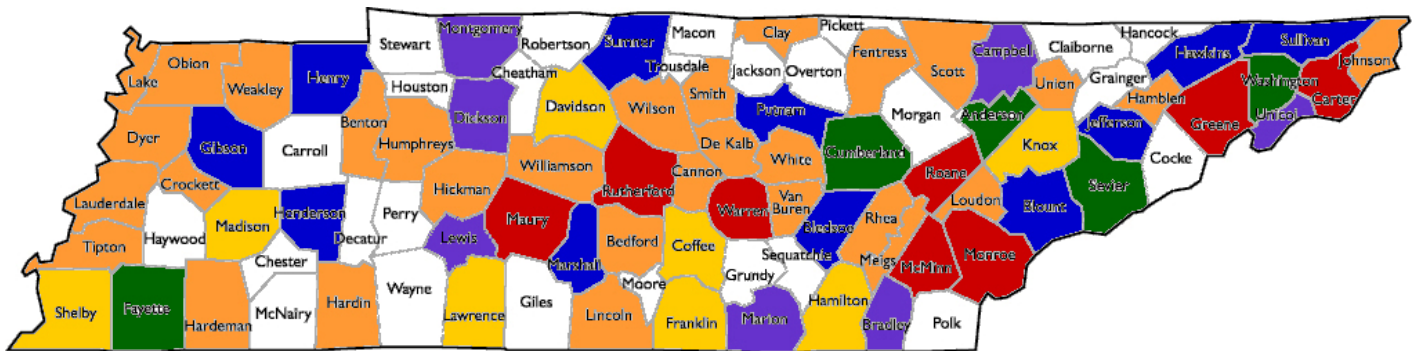 Pickett
Hancock
Montgomery
Stewart
Robertson
Sumner
Macon
Clay
Fentress
Campbell
Claiborne
Hawkins
Sullivan
Johnson
Obion
Lake
Weakley
Henry
Houston
Cheatham
Trousdale
Jackson
Overton
Scott
Union
Grainger
Washington
Carter
Hamblen
Unicoi
Greene
Dickson
Davidson
Wilson
Smith
Putnam
Morgan
Anderson
Jefferson
Dyer
Gibson
Carroll
Benton
Humphreys
Williamson
De Kalb
White
Cumberland
Knox
Cocke
Crockett
Hickman
Rutherford
Cannon
Van
Buren
Roane
Loudon
Sevier
Blount
Lauderdale
Haywood
Madison
Henderson
Decatur
Perry
Lewis
Maury
Warren
Bledsoe
Rhea
Tipton
Chester
Marshall
Bedford
Coffee
Sequatchie
Meigs
McMinn
Monroe
Grundy
Moore
Shelby
Fayette
Hardeman
McNairy
Hardin
Wayne
Lawrence
Giles
Lincoln
Franklin
Marion
Hamilton
Bradley
Polk